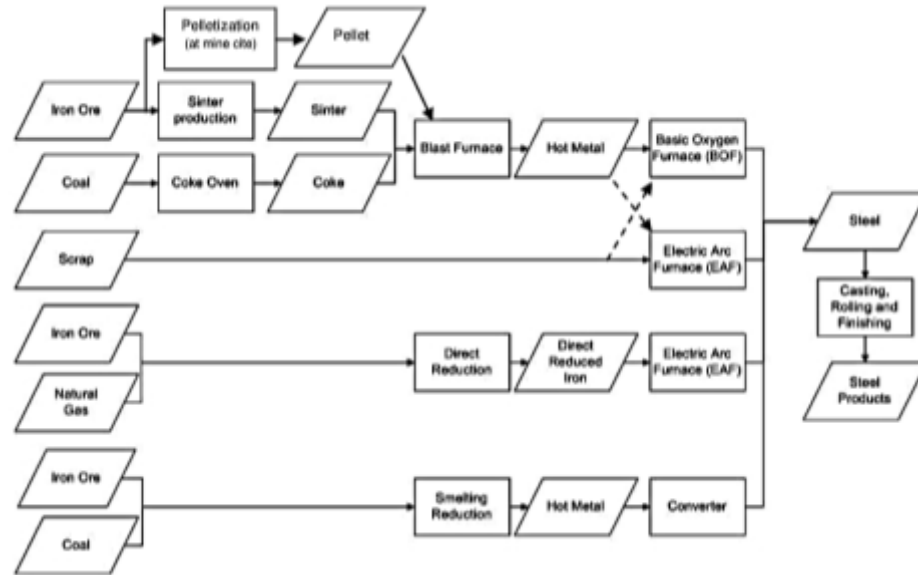 Pelletization
(at mine cite)
Pellet
Iron Ore
Sinter
production
Sinter
Blast Furnace
Hot Metal
Basic Oxygen
Furnace (BOF)
Coal
Coke Oven
Coke
Steel
Scrap
Electric Arc
Furnace (EAF)
Casting,
Rolling and
Finishing
Iron Ore
Direct
Reduction
Direct
Reduced
Iron
Electric Arc
Furnace (EAF)
Natural
Gas
Steel
Products
Iron Ore
Smelting
Reduction
Hot Metal
Converter
Coal